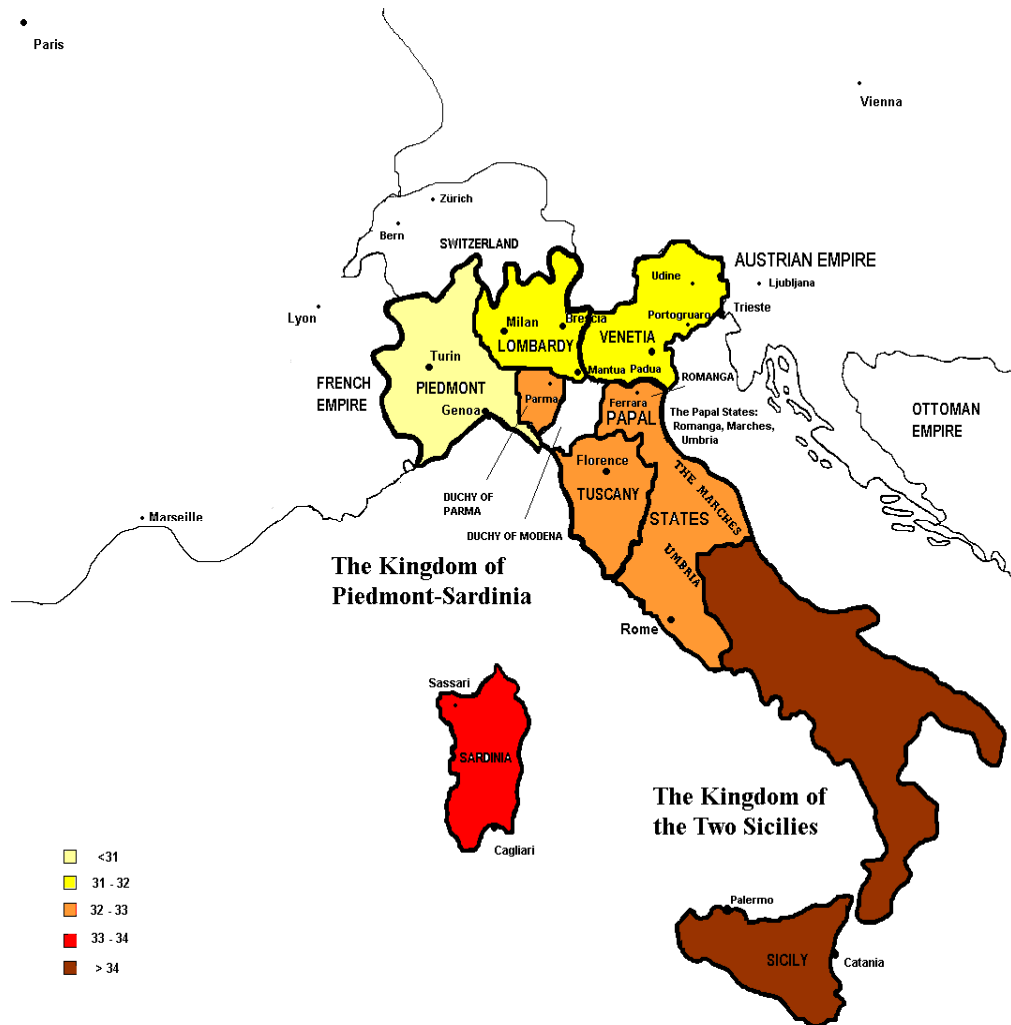 Paris
Vienna
Zürich
Bern
SWITZERLAND
AUSTRIAN EMPIRE
Udine
Ljubljana
Lyon
Portogruaro
Trieste
Milan
Brescia
LOMBARDY
VENETIA
Turin
Mantua
Padua
ROMANGA
FRENCH
EMPIRE
PIEDMONT
Parma
Genoa
Ferrara
PAPAL
The Papal States:
Romanga, Marches,
Umbria
OTTOMAN
EMPIRE
Florence
TUSCANY
THE MARCHES
DUCHY OF
PARMA
STATES
Marseille
DUCHY OF MODENA
UMBRIA
The Kingdom of
Piedmont-Sardinia
Rome
Sassari
SARDINIA
The Kingdom of
the Two Sicilies
Cagliari
<31
31 - 32
32 - 33
33 - 34
> 34
Palermo
SICILY
Catania